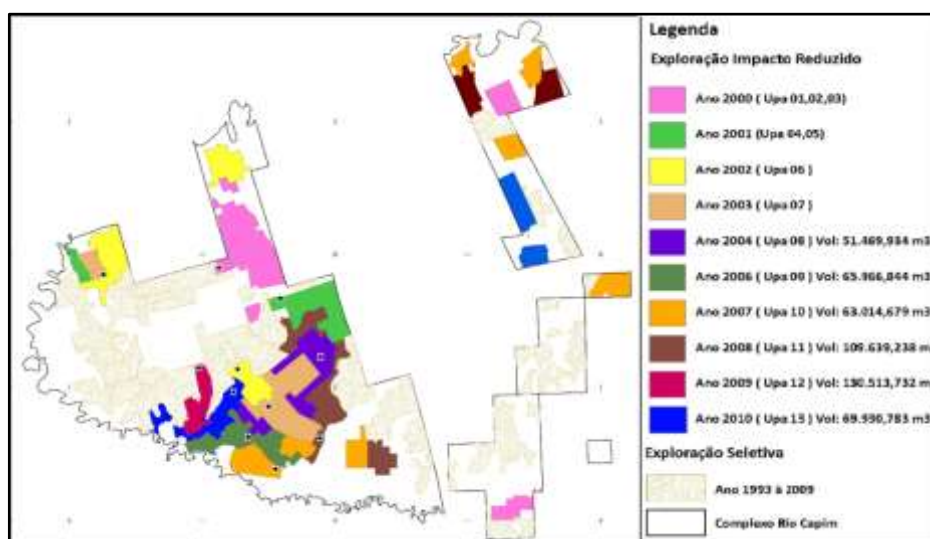 Legenda
Exploração Impacto Reduzido
Ano 2000 ( Upa 01,02,03)
Ano 2001 (Upa 04,05)
Ano 2002 ( Upa 06 )
Ano 2003 ( Upa 07 )
Ano 2004 ( Upa 08 ) Vol: 51.469,934 m3
Ano 2006 ( Upa 09 ) Vol: 65.966,844 m3
Ano 2007 ( Upa 10 ) Vol: 63.014,679 m3
Ano 2008 ( Upa 11 ) Vol: 109.639,238 m
Ano 2009 ( Upa 12 ) Vol: 130.513,732 m
Ano 2010 ( Upa 13 ) Vol: 69.930,783 m3
Exploração Seletiva
Ano 1993 à 2009
Complexo Rio Capim